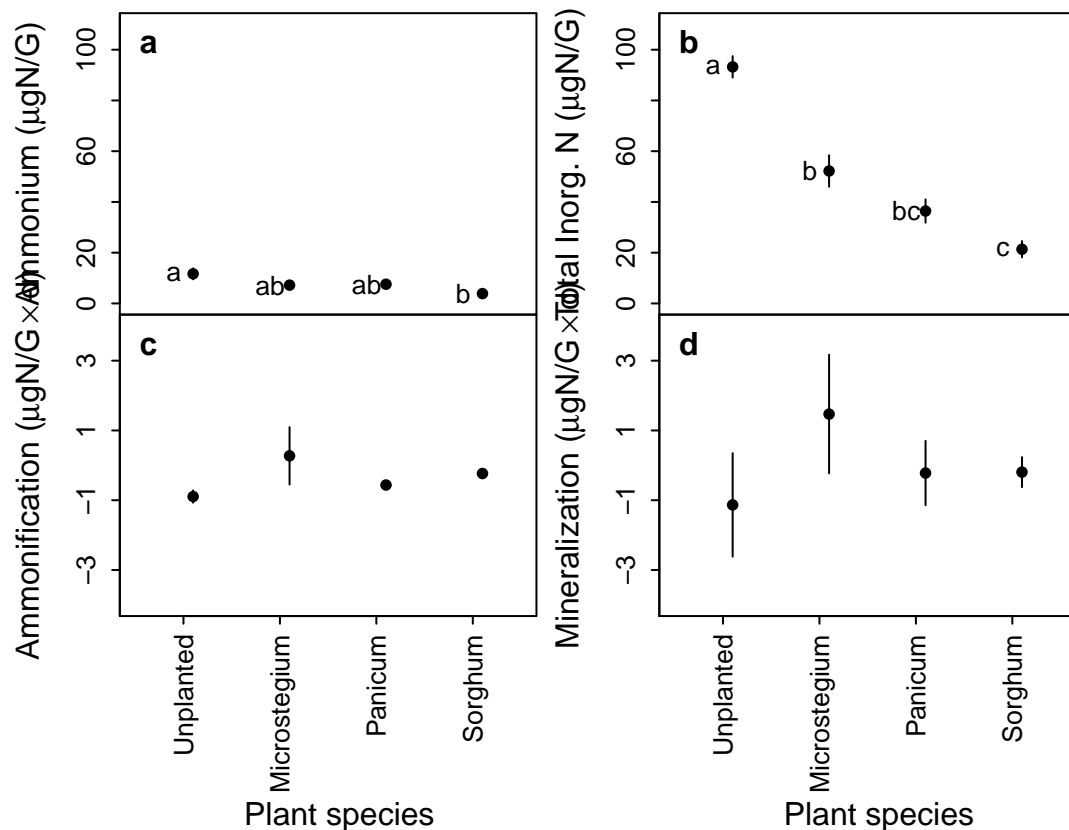 a
Ammonium (μgN/G)
100
60
20
0
a
ab
ab
b
b
Total Inorg. N (μgN/G)
100
60
20
0
a
b
bc
c
c
Ammonification (μgN/G × d)
3
1
−1
−3
d
Mineralization (μgN/G × d)
3
1
−1
−3
Unplanted
Microstegium
Panicum
Sorghum
Plant species
Unplanted
Microstegium
Panicum
Sorghum
Plant species